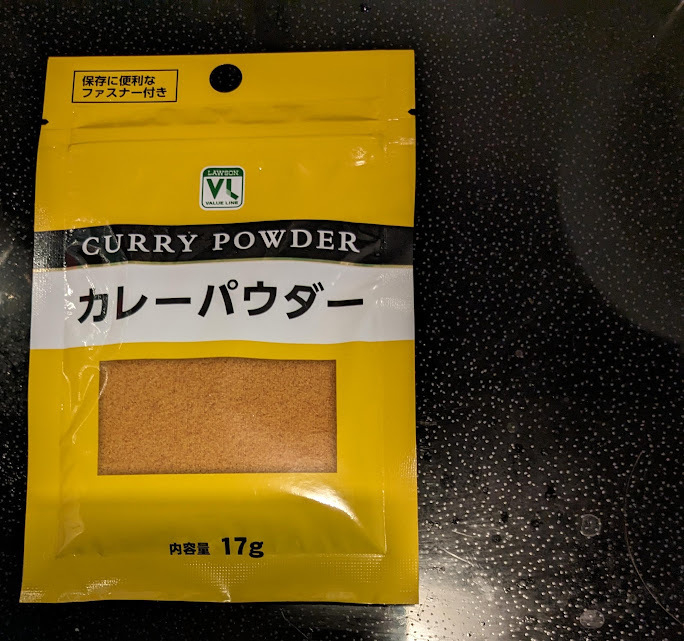 保存に便利な
ファスナー付き
LAWSON
VL
VALUE LINE
CURRY POWDER
カレーパウダー
内容量 17g